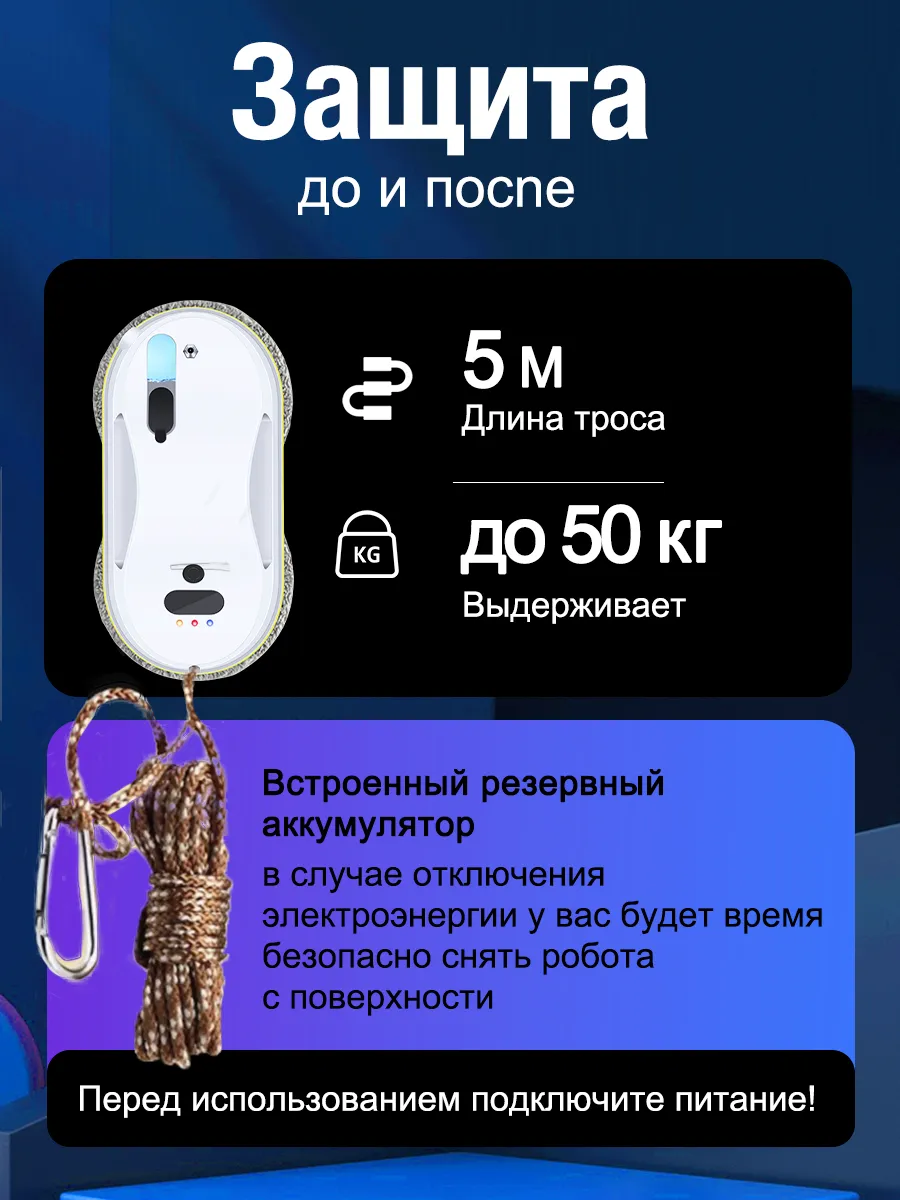 Защита
до и посnе
5 м
Длина троса
KG
до 50 кг
Выдерживает
Встроенный резервный
аккумулятор
в случае отключения
электроэнергии у вас будет время
безопасно снять робота
с поверхности
Перед использованием подключите питание!